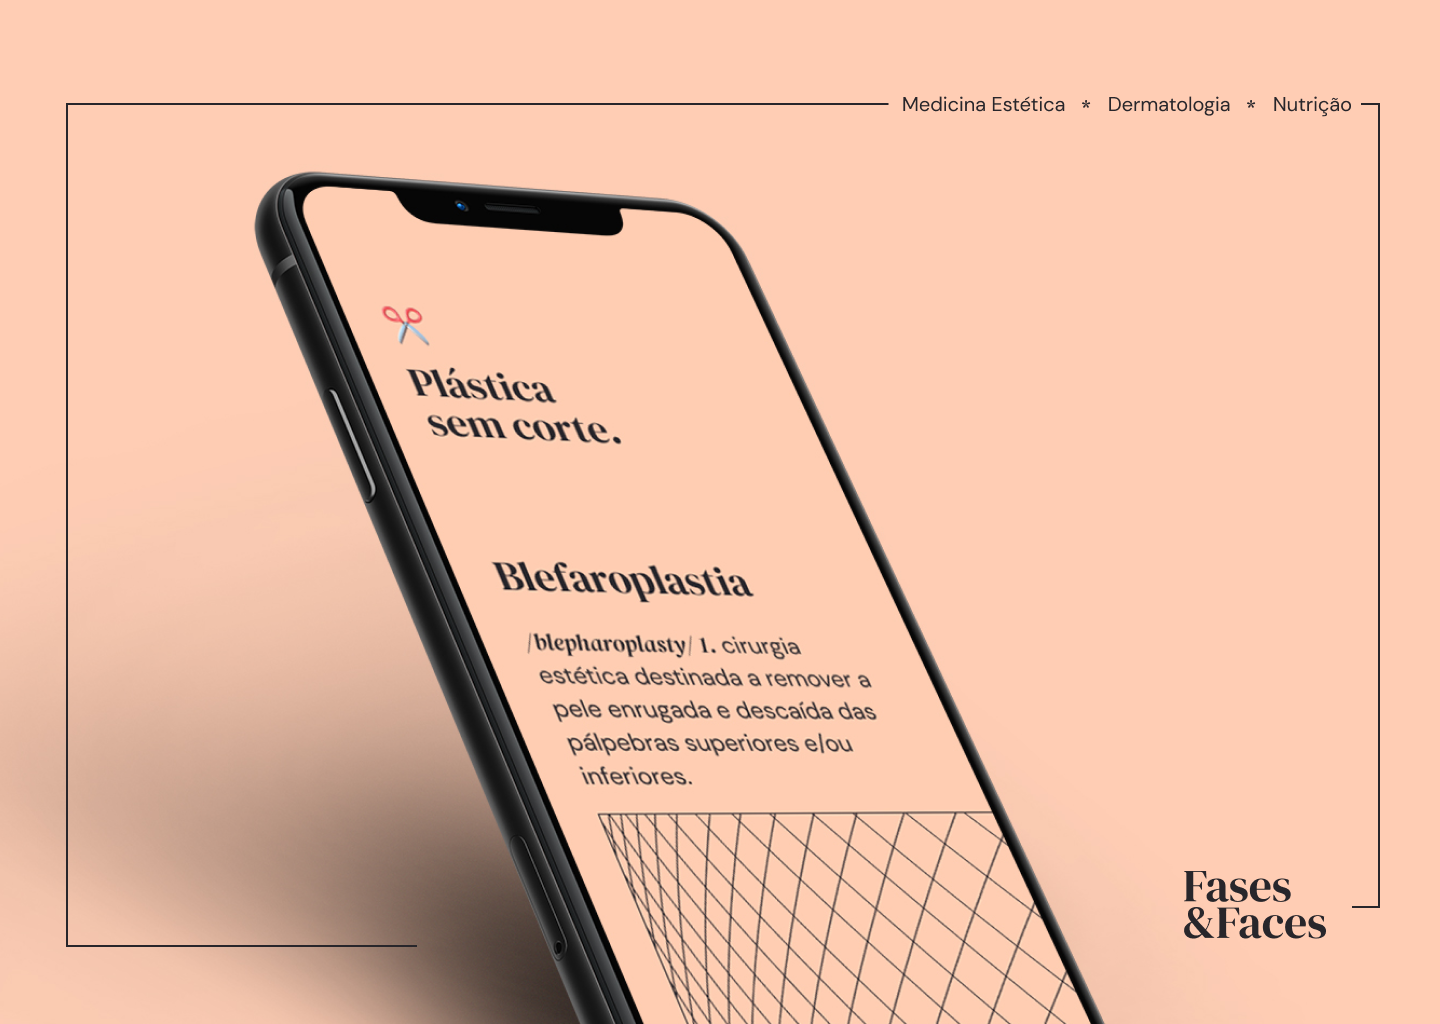 Medicina Estética * Dermatologia * Nutrição
Plástica
sem corte.
Blefaroplastia
/blepharoplasty/ 1. cirurgia
estética destinada a remover a
pele enrugada e descaída das
pálpebras superiores e/ou
inferiores.
Fases
&Faces